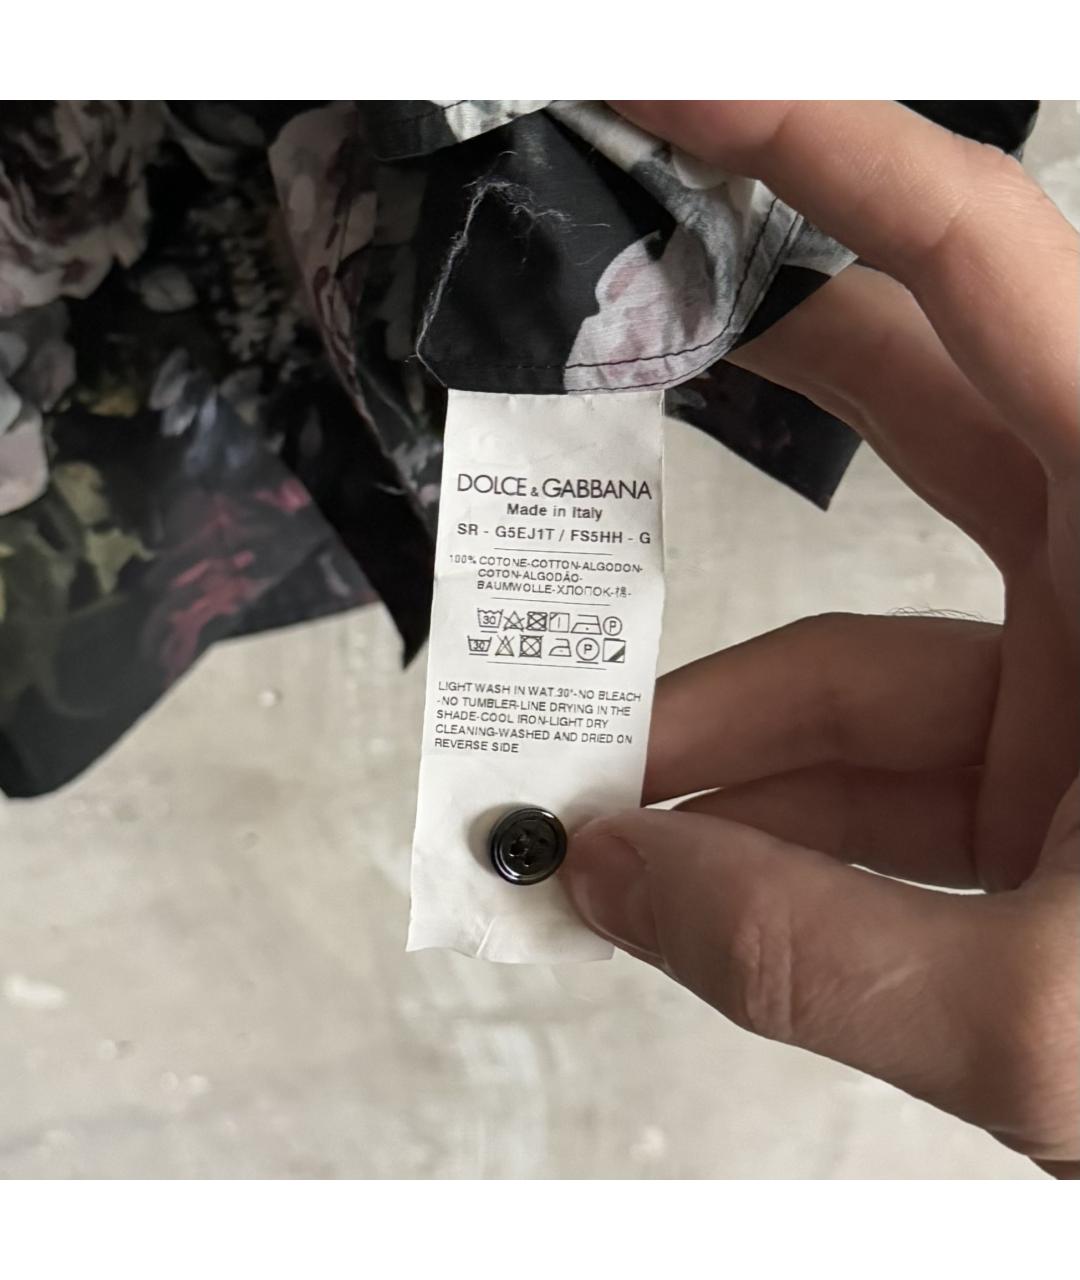 DOLCE & GABBANA
Made in Italy
SR - G5EJ1T / FS5HH - G
100% COTONE-COTTON-ALGODON-
COTON-ALGODÃO-
BAUMWOLLE-ХЛОПОК-棉-
30 P
30 P
LIGHT WASH IN WAT.30°-NO BLEACH
-NO TUMBLER-LINE DRYING IN THE
SHADE-COOL IRON-LIGHT DRY
CLEANING-WASHED AND DRIED ON
REVERSE SIDE